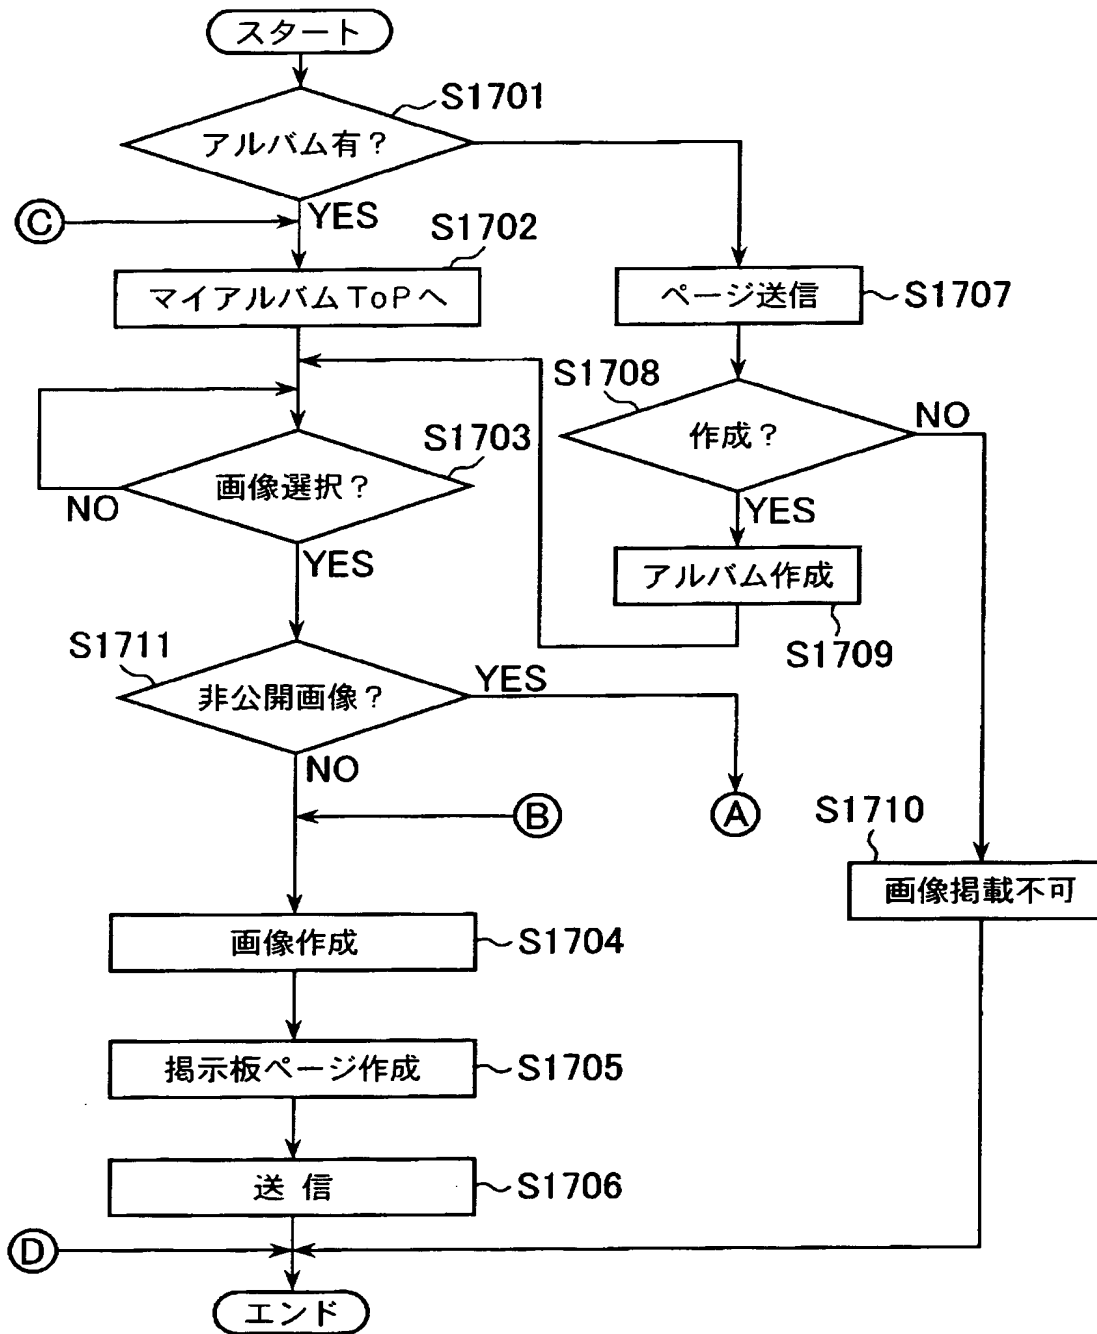 スタート
S1701
アルバム有？
YES
C
S1702
マイアルバムToPへ
ページ送信
S1707
S1708
作成？
NO
S1703
画像選択？
NO
YES
YES
アルバム作成
S1709
S1711
非公開画像？
YES
NO
B
A
S1710
画像掲載不可
画像作成
S1704
掲示板ページ作成
S1705
送信
S1706
D
エンド